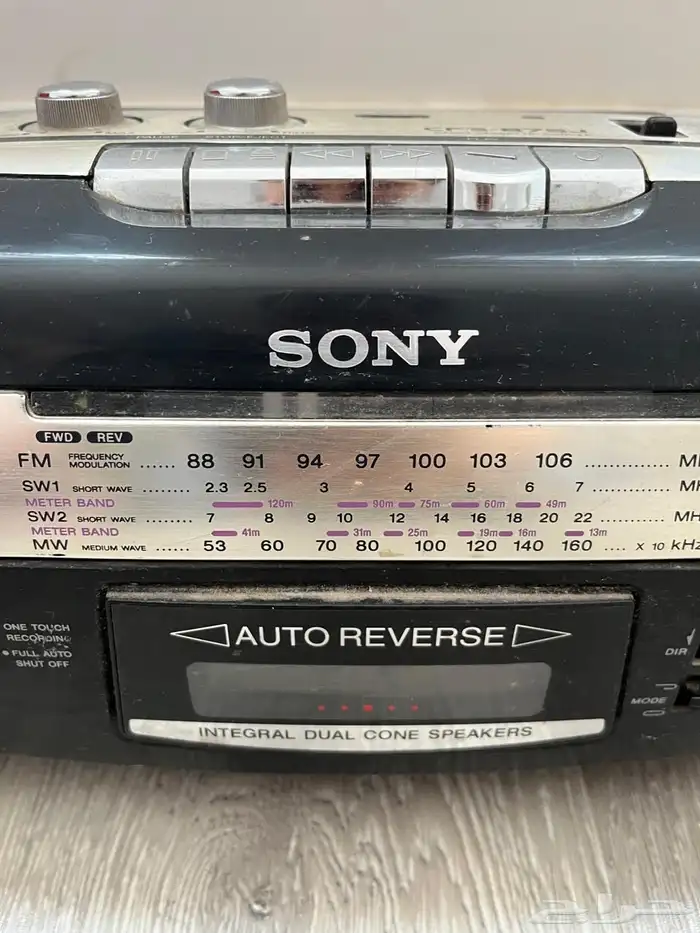 SONY
FWD REV
FM FREQUENCY MODULATION ...... 88 91 94 97 100 103 106 ..............
SW1 SHORT WAVE ......... 2.3 2.5 3 4 5 6 7 ...............
METER BAND 120m 90m 75m 60m 49m
SW2 SHORT WAVE ......... 7 8 9 10 12 14 16 18 20 22 ..............
METER BAND 41m 31m 25m 19m 16m 13m
MW MEDIUM WAVE ........ 53 60 70 80 100 120 140 160 .... X 10 kHz
ONE TOUCH
RECORDING
• FULL AUTO
SHUT OFF
AUTO REVERSE
DIR
MODE
INTEGRAL DUAL CONE SPEAKERS
حراج